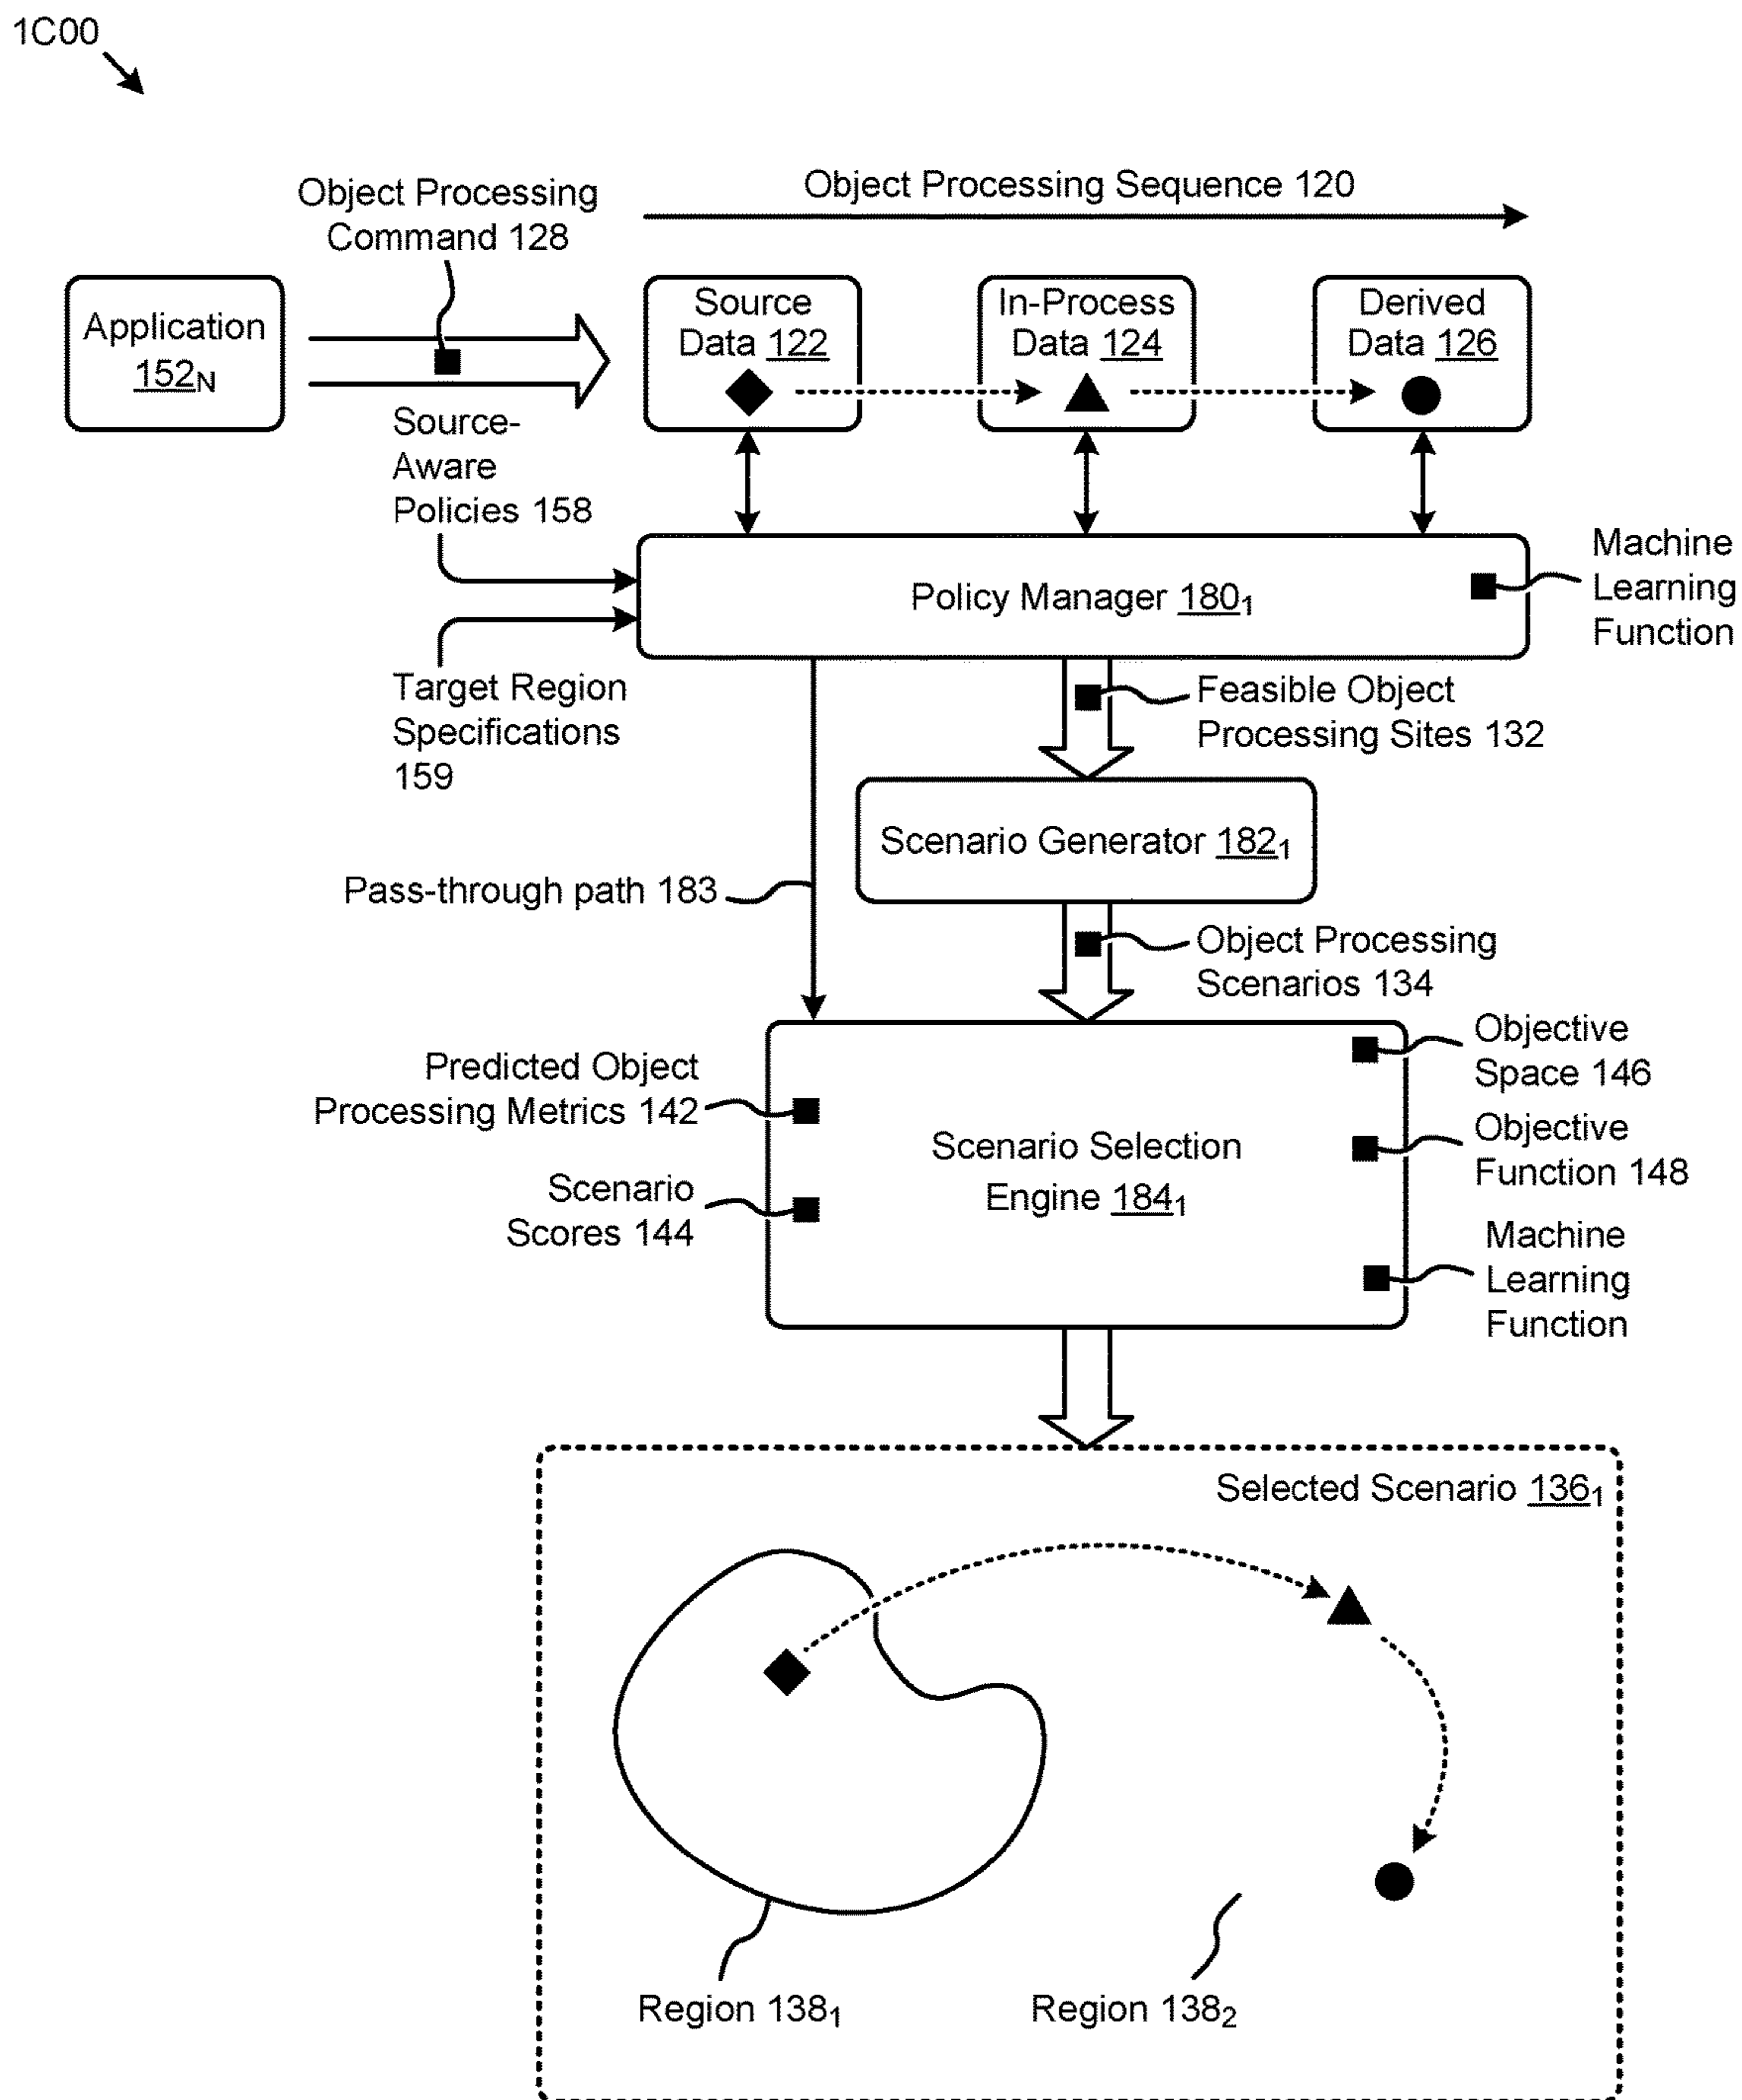 1C00
Object Processing Sequence 120
Object Processing
Command 128
Application
152N
Source
Data 122
In-Process
Data 124
Derived
Data 126
Source-
Aware
Policies 158
Policy Manager 1801
Machine
Learning
Function
Target Region
Specifications
159
Feasible Object
Processing Sites 132
Scenario Generator 1821
Pass-through path 183
Object Processing
Scenarios 134
Predicted Object
Processing Metrics 142
Scenario
Scores 144
Scenario Selection
Engine 1841
Objective
Space 146
Objective
Function 148
Machine
Learning
Function
Selected Scenario 1361
Region 1381
Region 1382